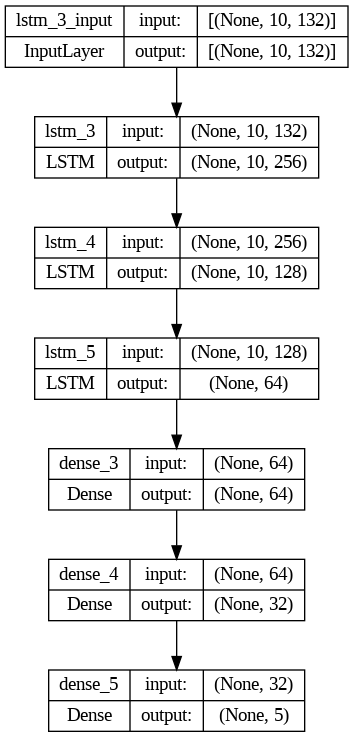 lstm_3_input input: [(None, 10, 132)]
InputLayer output: [(None, 10, 132)]
lstm_3 input: (None, 10, 132)
LSTM output: (None, 10, 256)
lstm_4 input: (None, 10, 256)
LSTM output: (None, 10, 128)
lstm_5 input: (None, 10, 128)
LSTM output: (None, 64)
dense_3 input: (None, 64)
Dense output: (None, 64)
dense_4 input: (None, 64)
Dense output: (None, 32)
dense_5 input: (None, 32)
Dense output: (None, 5)